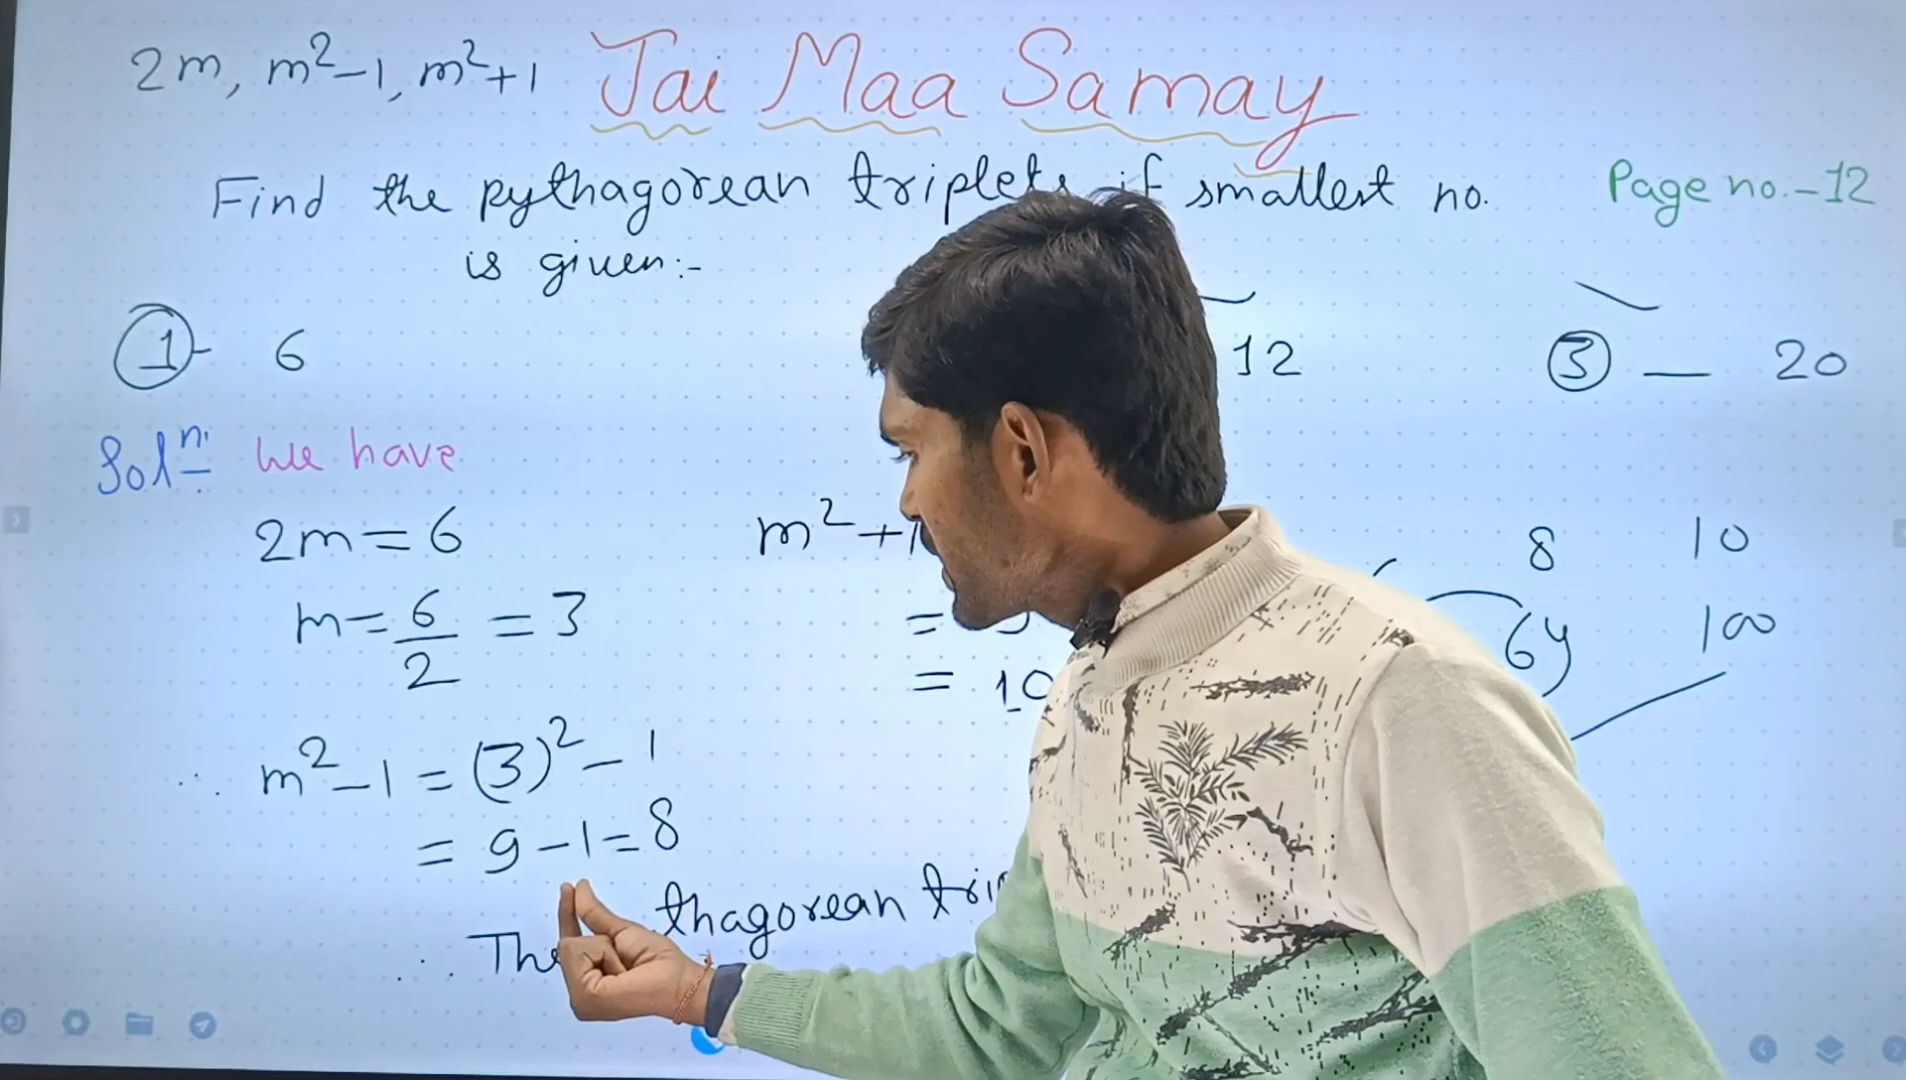 2m, m²-1, m²+1 Jai Maa Samay
Find the pythagorean triplets if smallest no. Page no.-12
is given:-
1- 6
12
3 — 20
Solⁿ. We have
2m=6
m=6/2 =3
m²-1 = (3)²-1
= 9-1=8
m²+1
=
= 10
8 10
64 100
∴ The thagorean